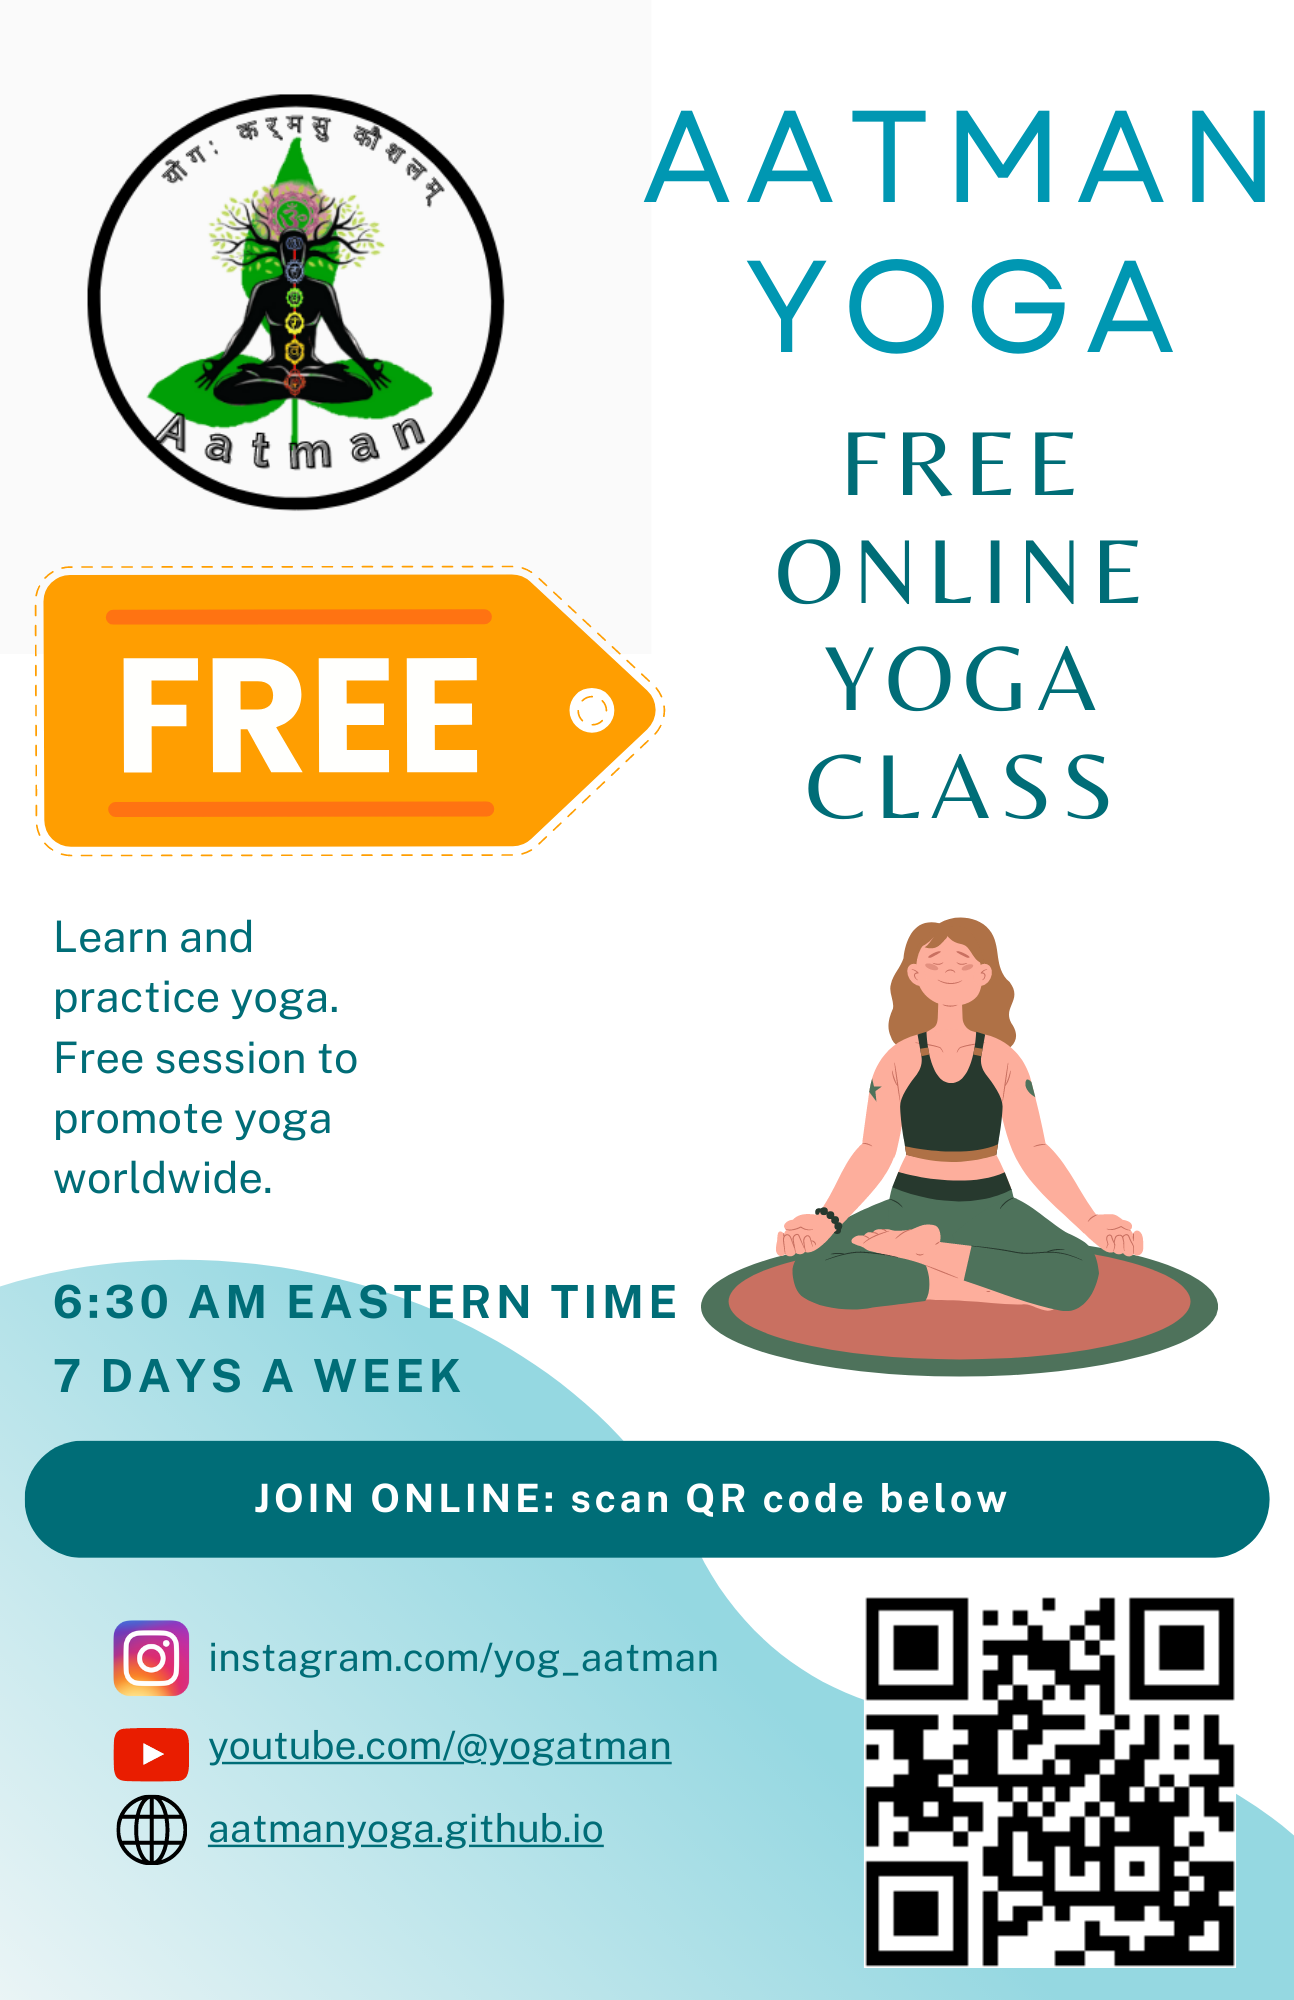 योग: कर्मसु कौशलम्
Aatman
AATMAN
YOGA
FREE
ONLINE
YOGA
CLASS
FREE
Learn and
practice yoga.
Free session to
promote yoga
worldwide.
6:30 AM EASTERN TIME
7 DAYS A WEEK
JOIN ONLINE: scan QR code below
instagram.com/yog_aatman
youtube.com/@yogatman
aatmanyoga.github.io